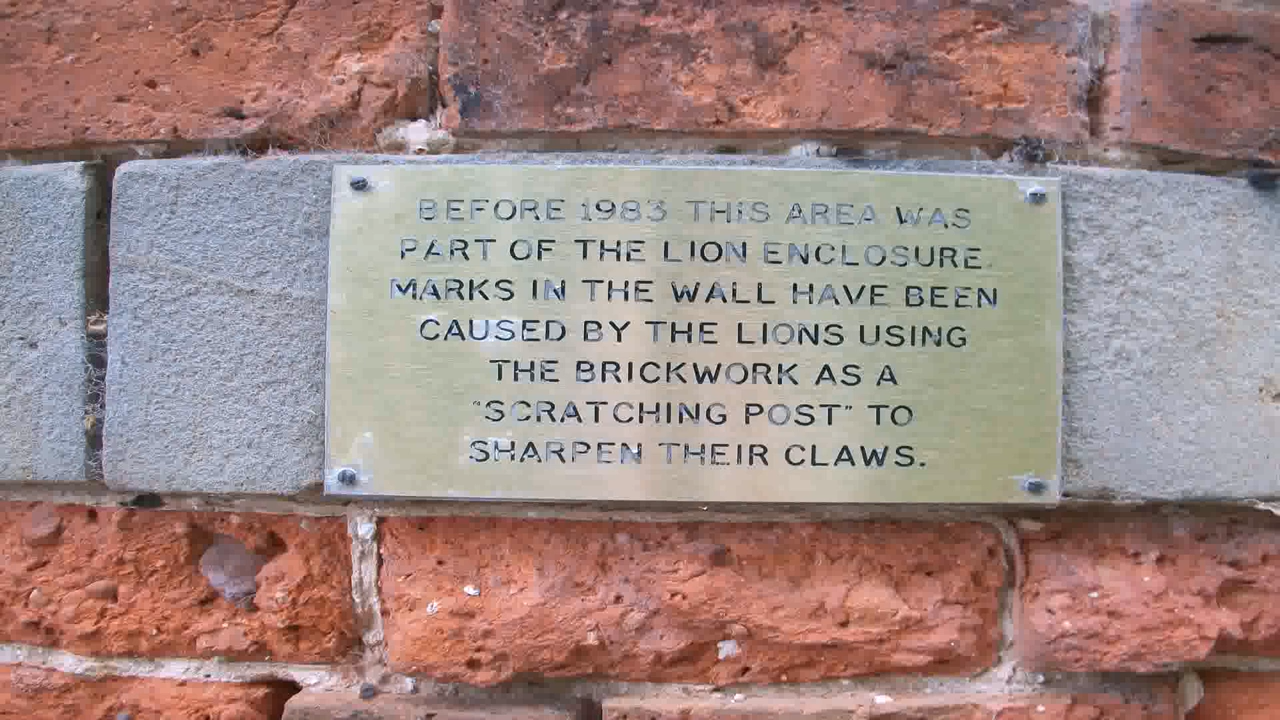 BEFORE 1983 THIS AREA WAS
PART OF THE LION ENCLOSURE.
MARKS IN THE WALL HAVE BEEN
CAUSED BY THE LIONS USING
THE BRICKWORK AS A
"SCRATCHING POST" TO
SHARPEN THEIR CLAWS.